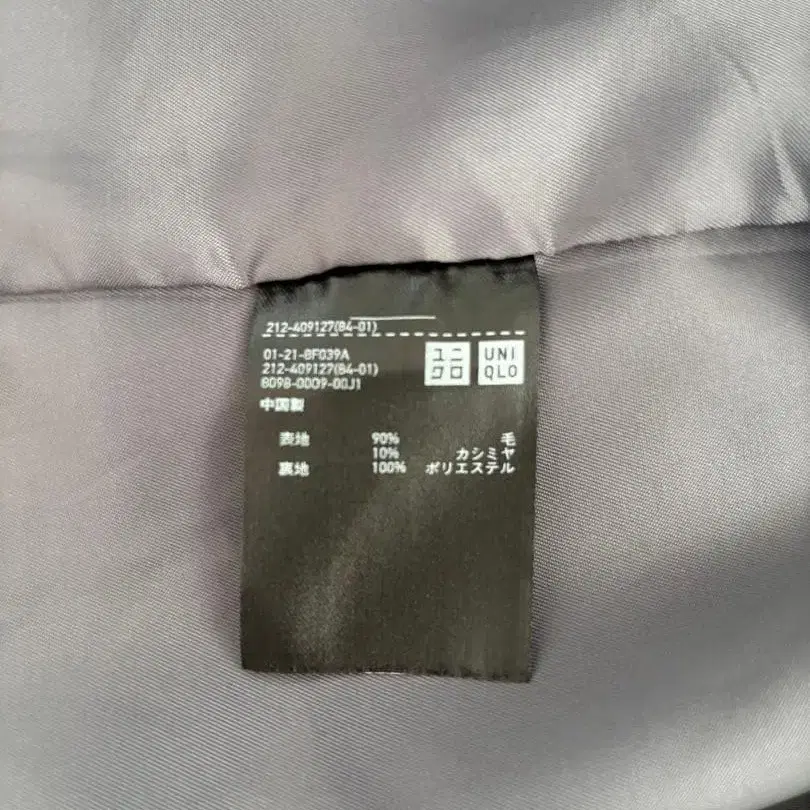 212-409127(84-01)
01-21-8F039A
212-409127(84-01)
8098-0009-00J1
中国製
ユニ
クロ
UNI
QLO
表地 90% 毛
10% カシミヤ
裏地 100% ポリエステル